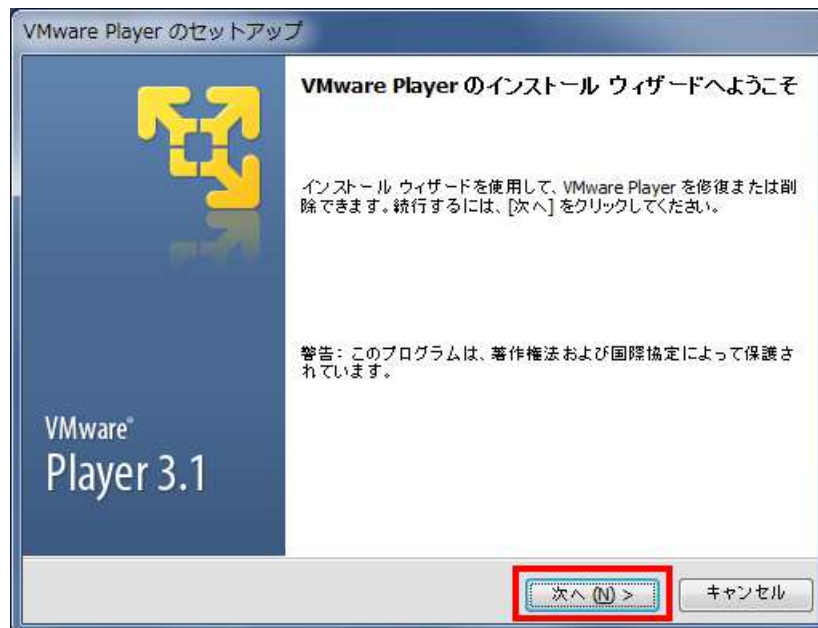 VMware Player のセットアップ
VMware Player のインストール ウィザードへようこそ
インストール ウィザードを使用して、VMware Player を修復または削
除できます。続行するには、[次へ] をクリックしてください。
警告: このプログラムは、著作権法および国際協定によって保護さ
れています。
VMware®
Player 3.1
次へ (N) >
キャンセル